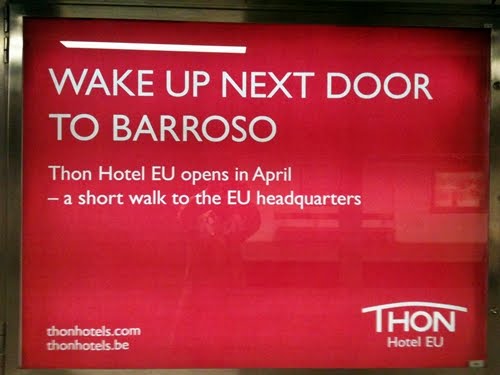 WAKE UP NEXT DOOR
TO BARROSO
Thon Hotel EU opens in April
– a short walk to the EU headquarters
thonhotels.com
thonhotels.be
THON
Hotel EU